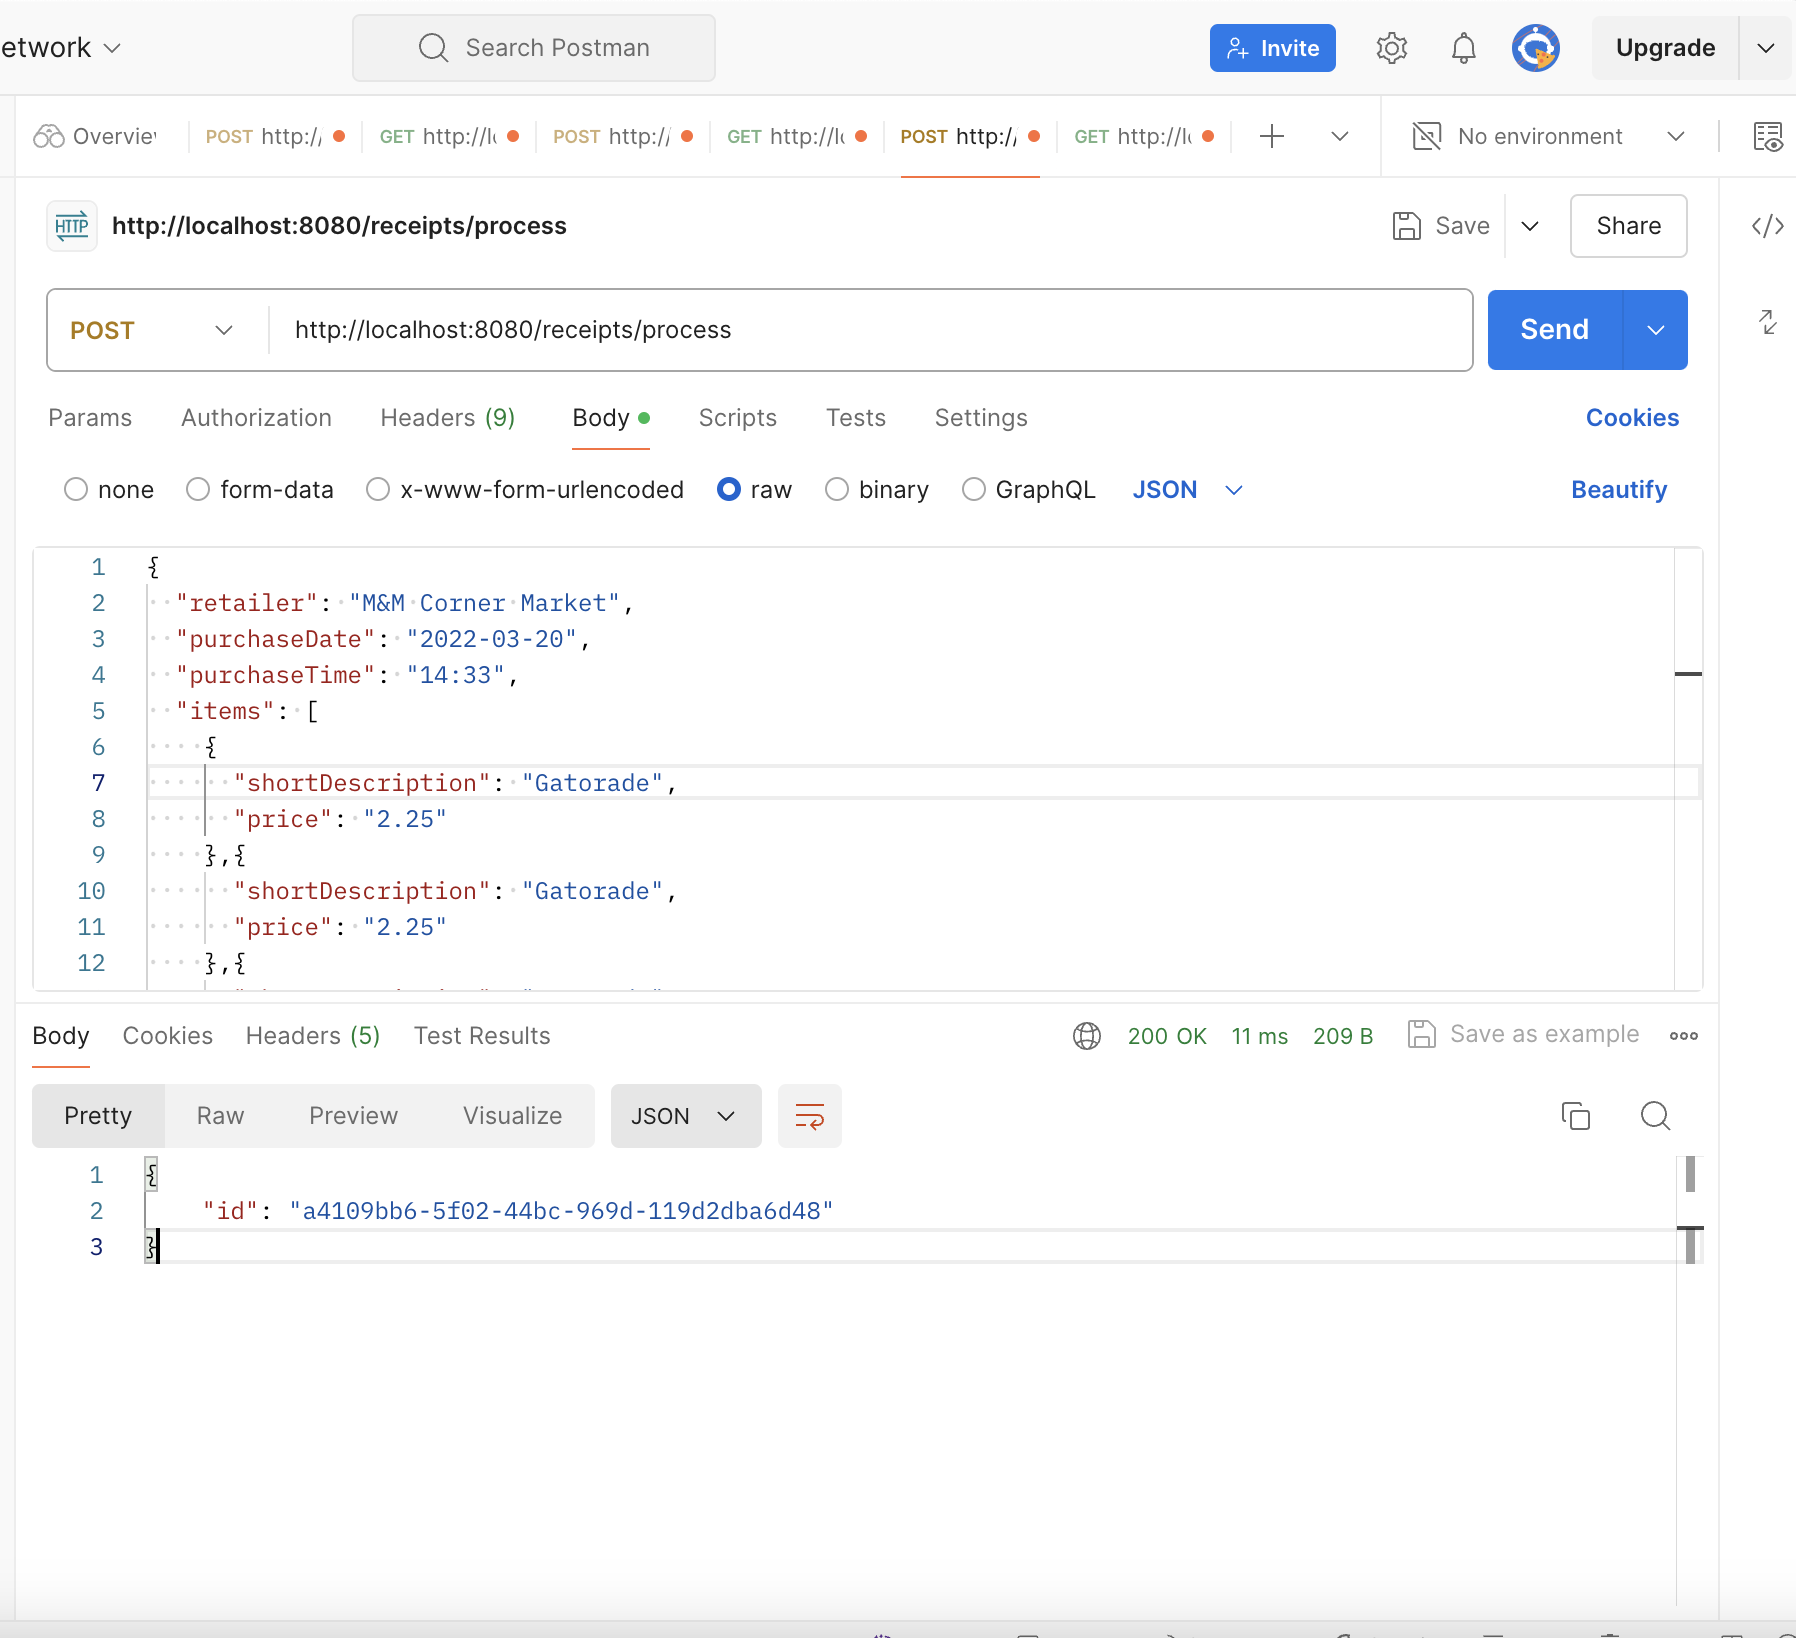 etwork
Search Postman
Invite
Upgrade
Overvie
POST http:/
GET http://l
POST http:/
GET http://l
POST http:/
GET http://l
No environment
HTTP
http://localhost:8080/receipts/process
Save
Share
POST
http://localhost:8080/receipts/process
Send
Params
Authorization
Headers (9)
Body
Scripts
Tests
Settings
Cookies
none
form-data
x-www-form-urlencoded
raw
binary
GraphQL
JSON
Beautify
1 {
2 "retailer": "M&M Corner Market",
3 "purchaseDate": "2022-03-20",
4 "purchaseTime": "14:33",
5 "items": [
6 {
7 "shortDescription": "Gatorade",
8 "price": "2.25"
9 },{
10 "shortDescription": "Gatorade",
11 "price": "2.25"
12 },{
Body
Cookies
Headers (5)
Test Results
200 OK
11 ms
209 B
Save as example
Pretty
Raw
Preview
Visualize
JSON
1 {
2 "id": "a4109bb6-5f02-44bc-969d-119d2dba6d48"
3 }